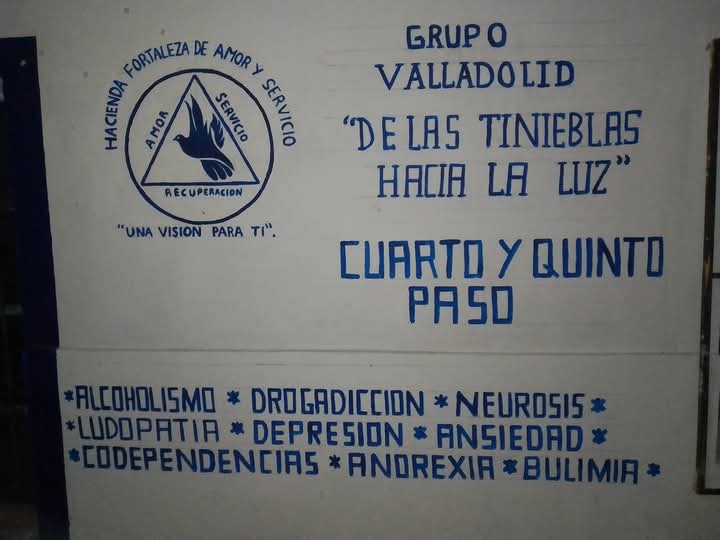 HACIENDA FORTALEZA DE AMOR Y SERVICIO
AMOR
SERVICIO
RECUPERACION
"UNA VISION PARA TI".
GRUPO
VALLADOLID
"DE LAS TINIEBLAS
HACIA LA LUZ"
CUARTO Y QUINTO
PASO
*ALCOHOLISMO * DROGADICCION * NEUROSIS *
*LUDOPATIA * DEPRESION * ANSIEDAD *
*CODEPENDENCIAS * ANOREXIA * BULIMIA *